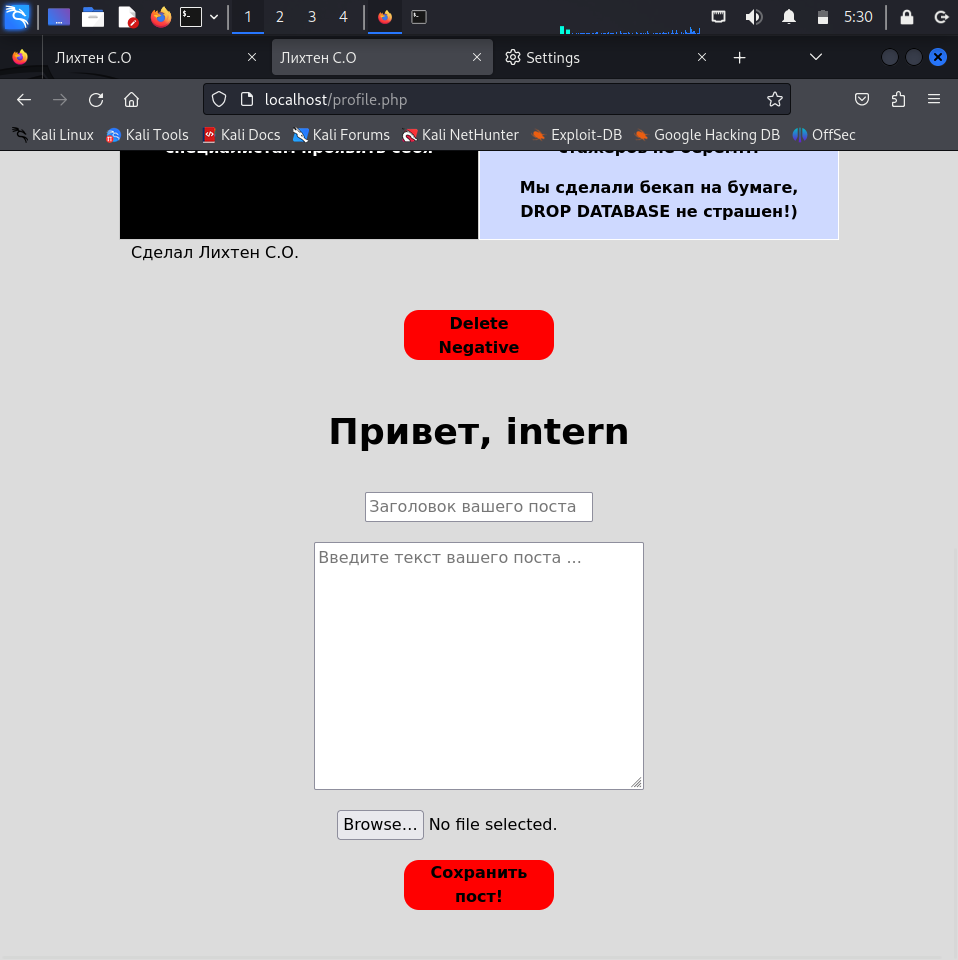 1 2 3 4 5:30
Лихтен С.О Лихтен С.О Settings
localhost/profile.php
Kali Linux Kali Tools Kali Docs Kali Forums Kali NetHunter Exploit-DB Google Hacking DB OffSec
Мы сделали бекап на бумаге,
DROP DATABASE не страшен!)
Сделал Лихтен С.О.
Delete
Negative
Привет, intern
Заголовок вашего поста
Введите текст вашего поста ...
Browse... No file selected.
Сохранить
пост!